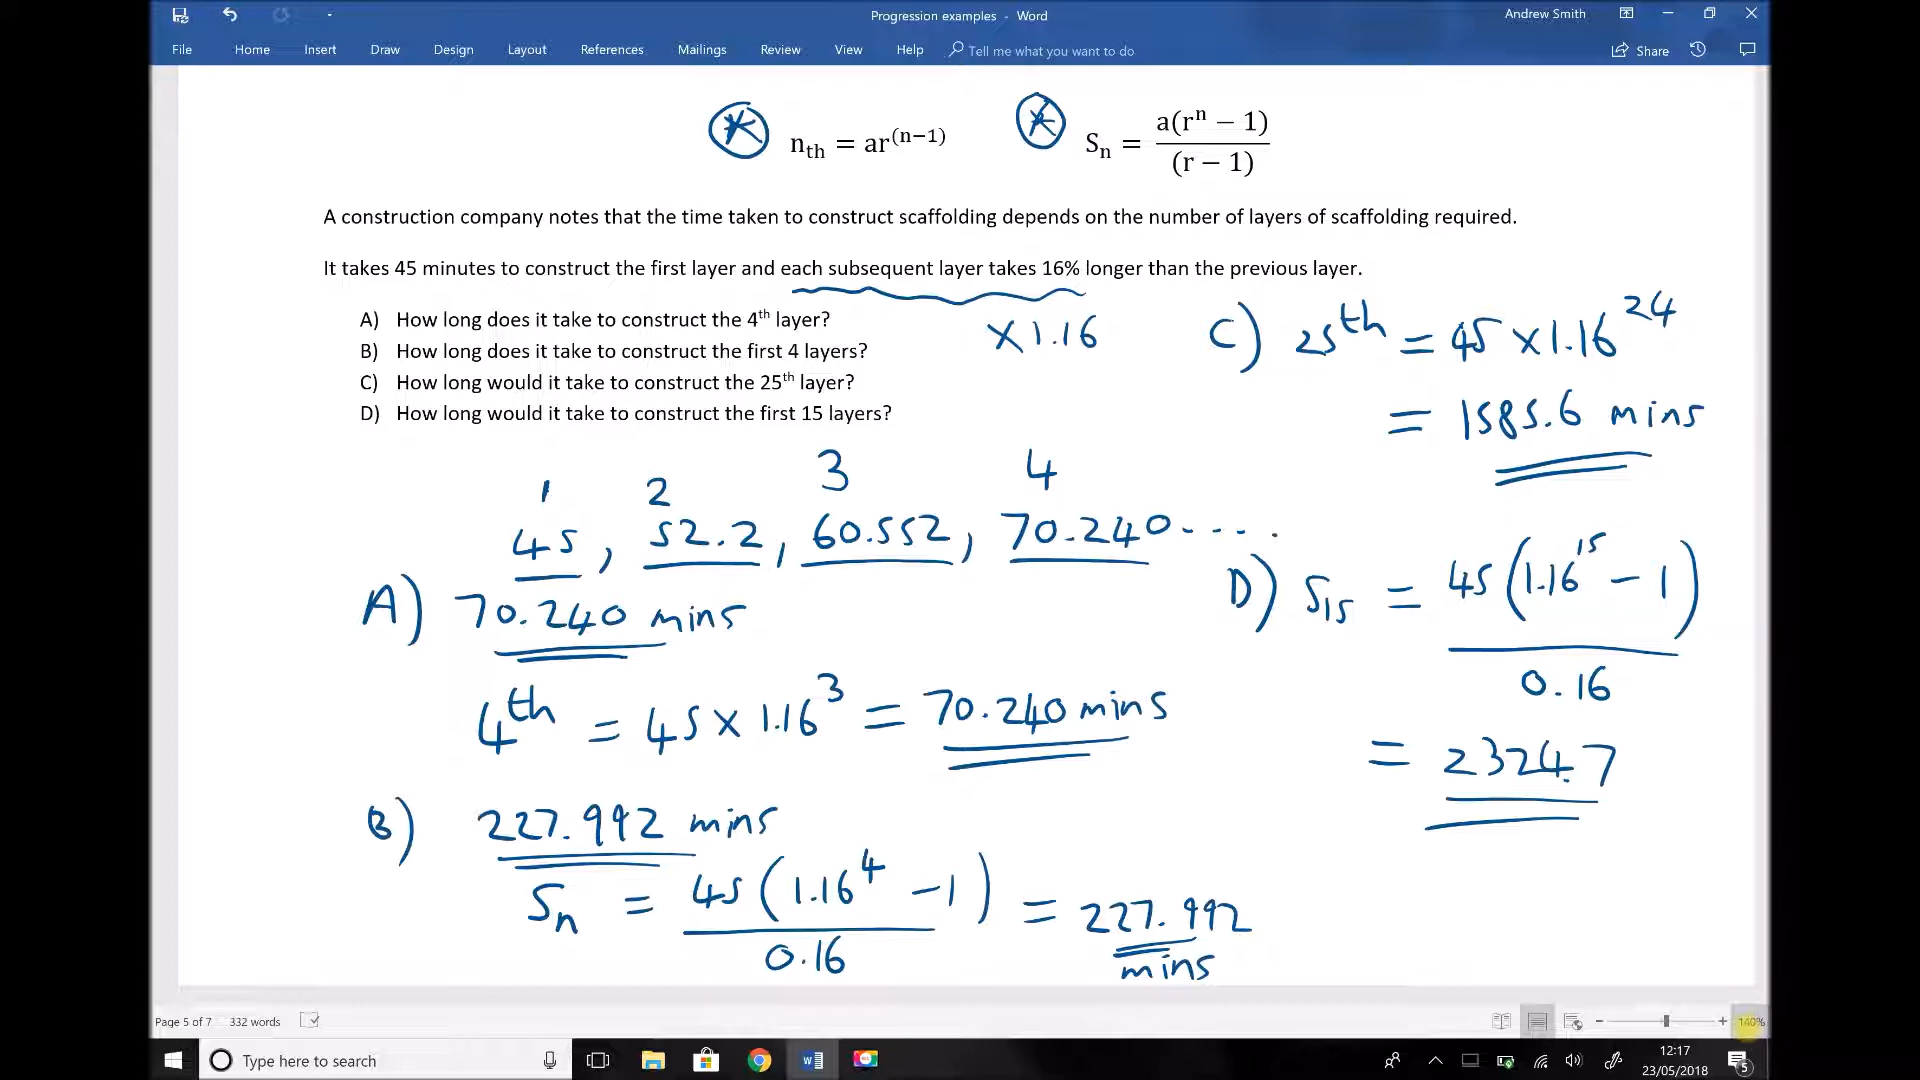 Progression examples - Word
Andrew Smith
File Home Insert Draw Design Layout References Mailings Review View Help Tell me what you want to do Share
nth = ar(n−1)
Sn = a(rⁿ − 1) / (r − 1)
A construction company notes that the time taken to construct scaffolding depends on the number of layers of scaffolding required.
It takes 45 minutes to construct the first layer and each subsequent layer takes 16% longer than the previous layer.
A) How long does it take to construct the 4th layer?
B) How long does it take to construct the first 4 layers?
C) How long would it take to construct the 25th layer?
D) How long would it take to construct the first 15 layers?
×1.16
1 2 3 4
45, 52.2, 60.552, 70.240 ....
A) 70.240 mins
4th = 45 × 1.16³ = 70.240 mins
B) 227.992 mins
Sn = 45(1.16⁴ − 1) / 0.16 = 227.992
mins
C) 25th = 45 × 1.16²⁴
= 1585.6 mins
D) S15 = 45(1.16¹⁵ − 1) / 0.16
= 2324.7
Page 5 of 7 332 words
140%
Type here to search
12:17
23/05/2018
5